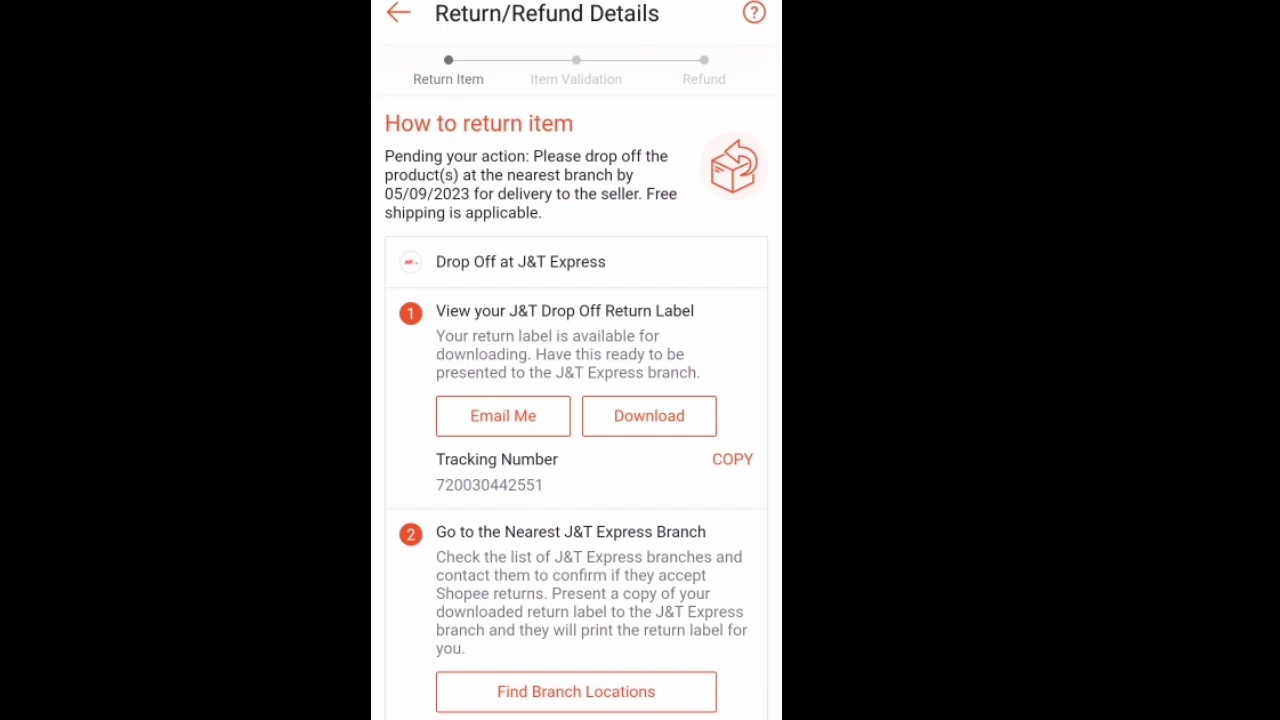 Return/Refund Details
?
Return Item
Item Validation
Refund
How to return item
Pending your action: Please drop off the
product(s) at the nearest branch by
05/09/2023 for delivery to the seller. Free
shipping is applicable.
Drop Off at J&T Express
1
View your J&T Drop Off Return Label
Your return label is available for
downloading. Have this ready to be
presented to the J&T Express branch.
Email Me
Download
Tracking Number
COPY
720030442551
2
Go to the Nearest J&T Express Branch
Check the list of J&T Express branches and
contact them to confirm if they accept
Shopee returns. Present a copy of your
downloaded return label to the J&T Express
branch and they will print the return label for
you.
Find Branch Locations